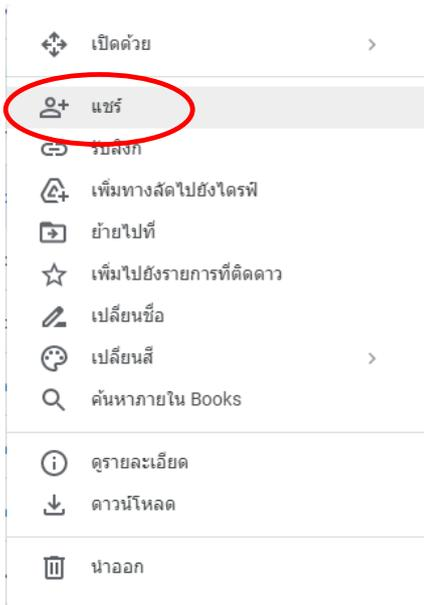 เปิดด้วย
แชร์
รับลิงก์
เพิ่มทางลัดไปยังไดรฟ์
ย้ายไปที่
เพิ่มไปยังรายการที่ติดดาว
เปลี่ยนชื่อ
เปลี่ยนสี
ค้นหาภายใน Books
ดูรายละเอียด
ดาวน์โหลด
นำออก